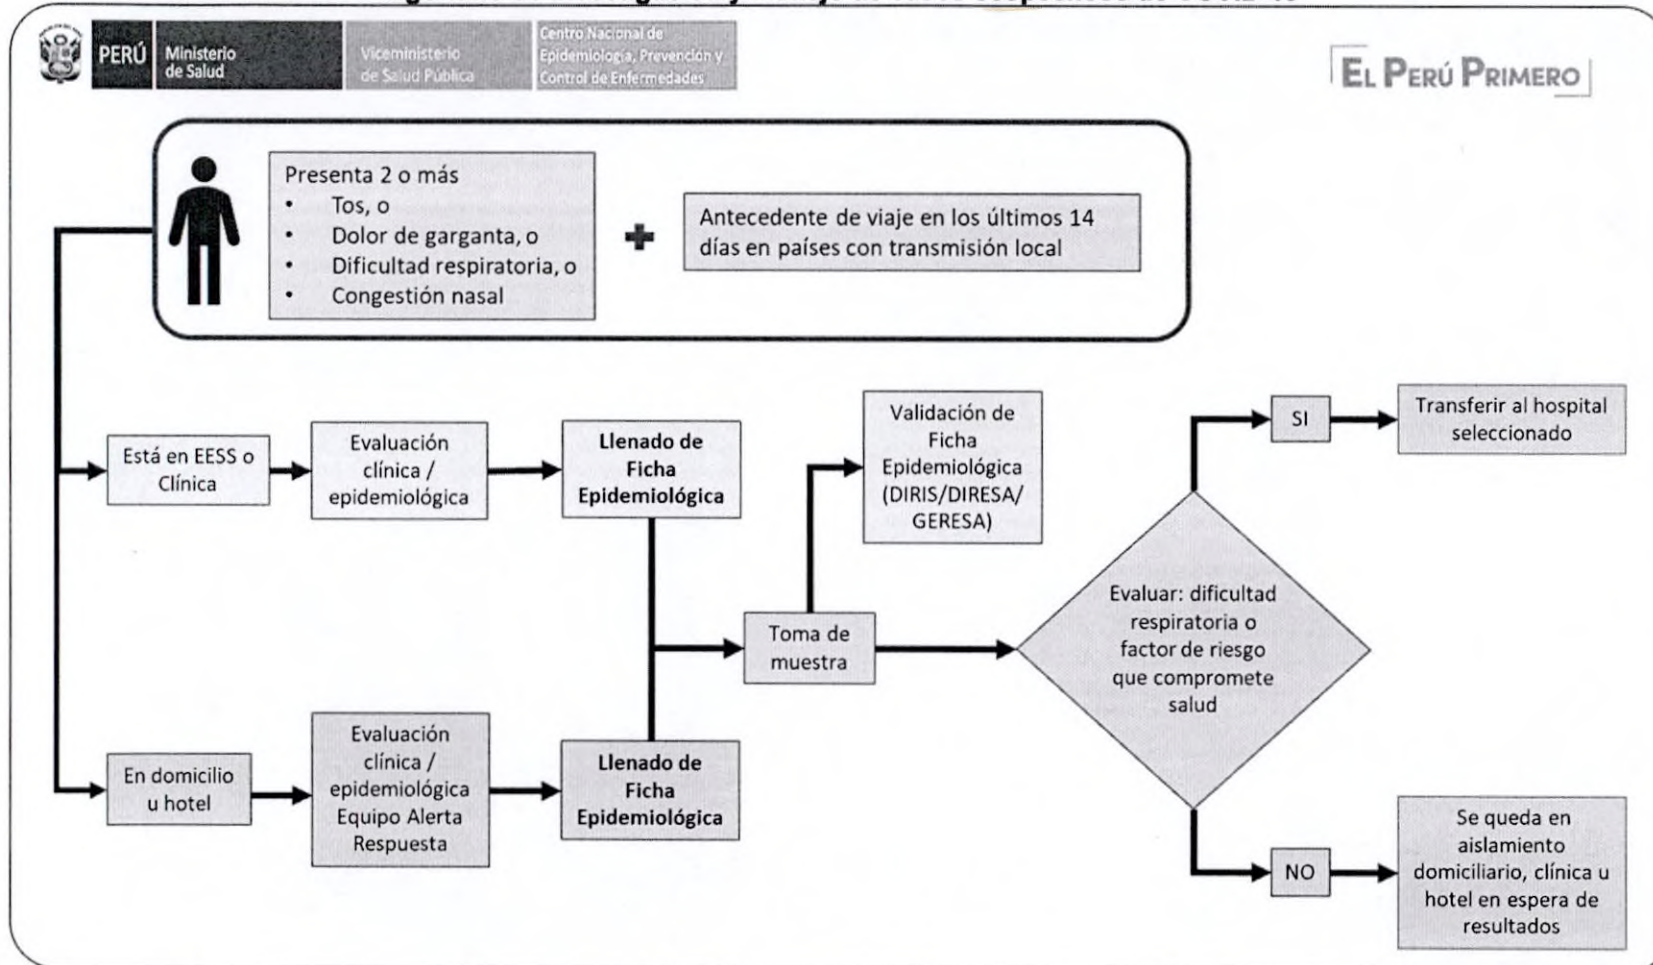 PERÚ
Ministerio
de Salud
Viceministerio
de Salud Pública
Centro Nacional de
Epidemiología, Prevención y
Control de Enfermedades
EL PERÚ PRIMERO
Presenta 2 o más
• Tos, o
• Dolor de garganta, o
• Dificultad respiratoria, o
• Congestión nasal
Antecedente de viaje en los últimos 14
días en países con transmisión local
Está en EESS o
Clínica
Evaluación
clínica /
epidemiológica
Llenado de
Ficha
Epidemiológica
Validación de
Ficha
Epidemiológica
(DIRIS/DIRESA/
GERESA)
SI
Transferir al hospital
seleccionado
Toma de
muestra
Evaluar: dificultad
respiratoria o
factor de riesgo
que compromete
salud
En domicilio
u hotel
Evaluación
clínica /
epidemiológica
Equipo Alerta
Respuesta
Llenado de
Ficha
Epidemiológica
NO
Se queda en
aislamiento
domiciliario, clínica u
hotel en espera de
resultados